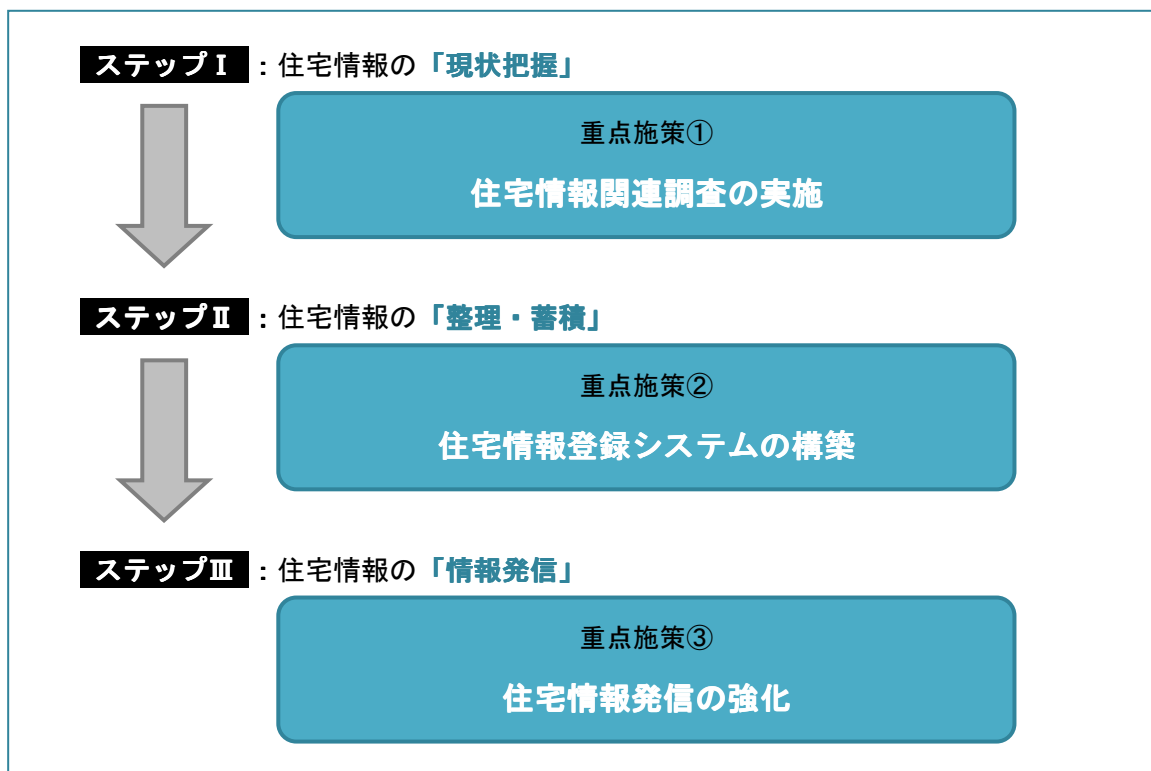 ステップⅠ：住宅情報の「現状把握」
重点施策①
住宅情報関連調査の実施
ステップⅡ：住宅情報の「整理・蓄積」
重点施策②
住宅情報登録システムの構築
ステップⅢ：住宅情報の「情報発信」
重点施策③
住宅情報発信の強化